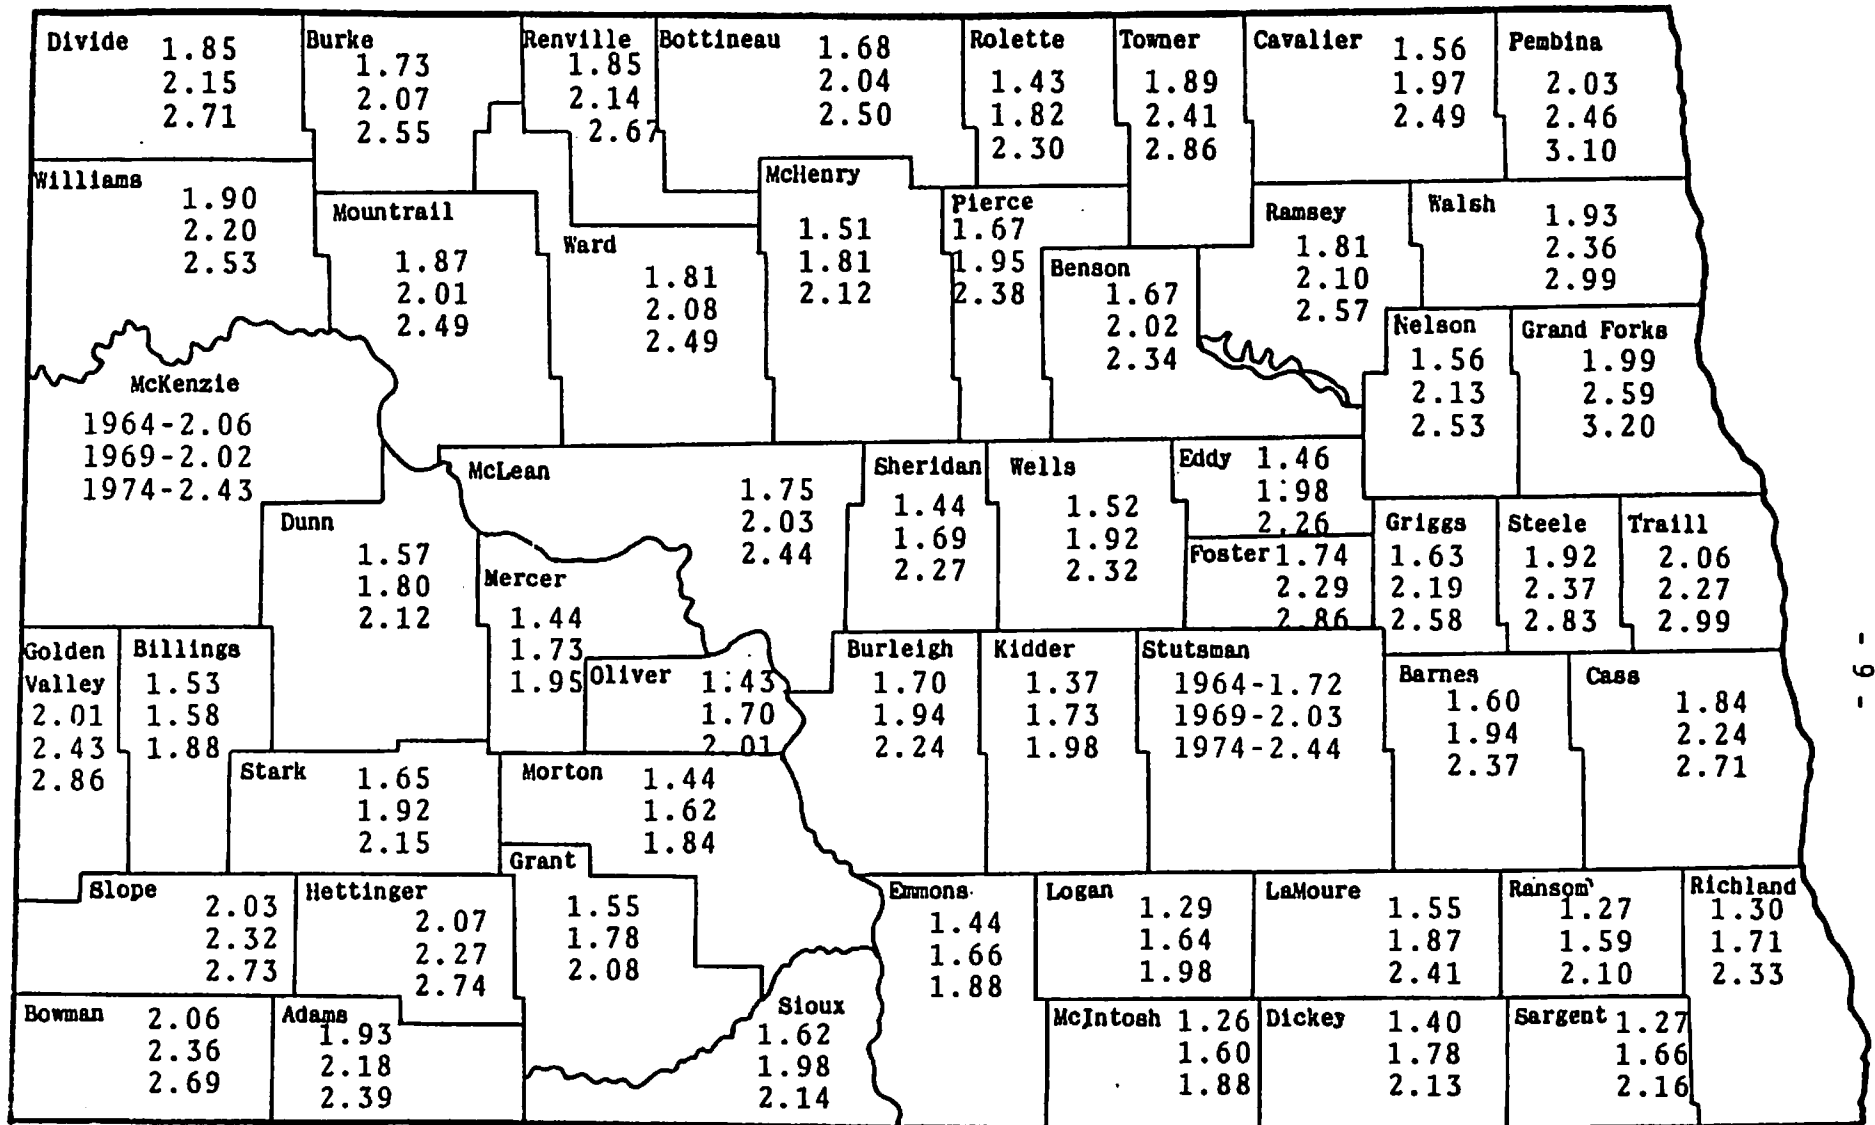 Divide
1.85
2.15
2.71
Burke
1.73
2.07
2.55
Renville
1.85
2.14
2.67
Bottineau
1.68
2.04
2.50
Rolette
1.43
1.82
2.30
Towner
1.89
2.41
2.86
Cavalier
1.56
1.97
2.49
Pembina
2.03
2.46
3.10
Williams
1.90
2.20
2.53
Mountrail
1.87
2.01
2.49
Ward
1.81
2.08
2.49
McHenry
1.51
1.81
2.12
Pierce
1.67
1.95
2.38
Benson
1.67
2.02
2.34
Ramsey
1.81
2.10
2.57
Walsh
1.93
2.36
2.99
Nelson
1.56
2.13
2.53
Grand Forks
1.99
2.59
3.20
McKenzie
1964-2.06
1969-2.02
1974-2.43
Dunn
1.57
1.80
2.12
McLean
1.75
2.03
2.44
Mercer
1.44
1.73
1.95
Oliver
1.43
1.70
2.01
Sheridan
1.44
1.69
2.27
Wells
1.52
1.92
2.32
Eddy
1.46
1.98
2.26
Foster
1.74
2.29
2.86
Griggs
1.63
2.19
2.58
Steele
1.92
2.37
2.83
Traill
2.06
2.27
2.99
Golden
Valley
2.01
2.43
2.86
Billings
1.53
1.58
1.88
Stark
1.65
1.92
2.15
Morton
1.44
1.62
1.84
Burleigh
1.70
1.94
2.24
Kidder
1.37
1.73
1.98
Stutsman
1964-1.72
1969-2.03
1974-2.44
Barnes
1.60
1.94
2.37
Cass
1.84
2.24
2.71
Slope
2.03
2.32
2.73
Hettinger
2.07
2.27
2.74
Grant
1.55
1.78
2.08
Emmons
1.44
1.66
1.88
Logan
1.29
1.64
1.98
LaMoure
1.55
1.87
2.41
Ransom
1.27
1.59
2.10
Richland
1.30
1.71
2.33
Bowman
2.06
2.36
2.69
Adams
1.93
2.18
2.39
Sioux
1.62
1.98
2.14
McIntosh
1.26
1.60
1.88
Dickey
1.40
1.78
2.13
Sargent
1.27
1.66
2.16